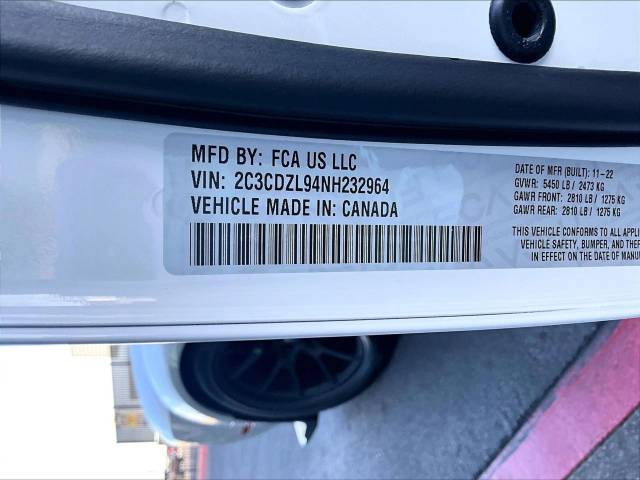 MFD BY: FCA US LLC
VIN: 2C3CDZL94NH232964
VEHICLE MADE IN: CANADA
DATE OF MFR (BUILT): 11-22
GVWR: 5450 LB / 2473 KG
GAWR FRONT: 2810 LB / 1275 KG
GAWR REAR: 2810 LB / 1275 KG
THIS VEHICLE CONFORMS TO ALL APPLIC
VEHICLE SAFETY, BUMPER, AND THEF
IN EFFECT ON THE DATE OF MANU